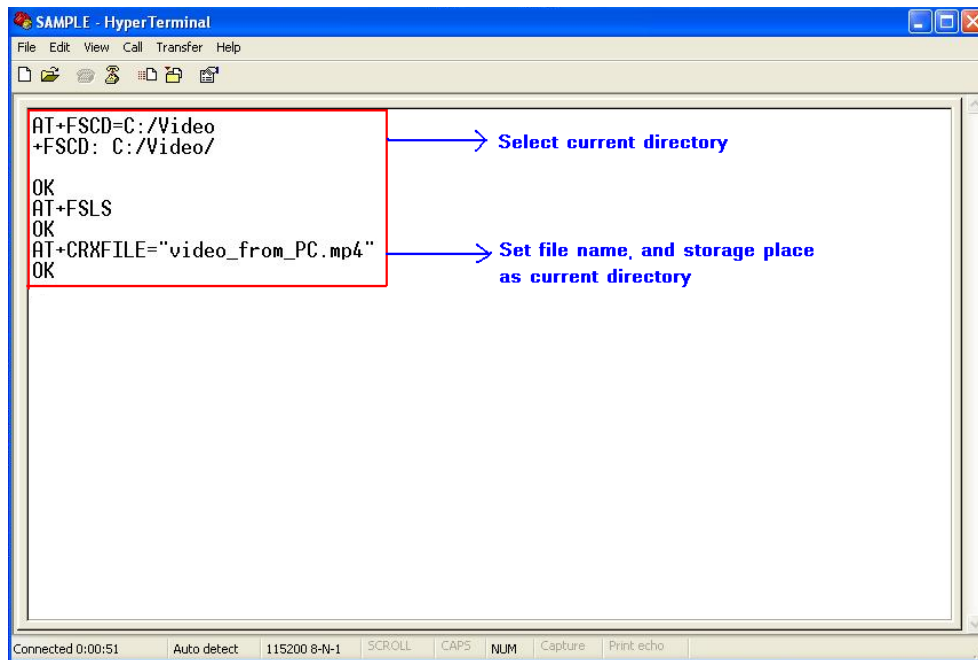 SAMPLE - HyperTerminal
File Edit View Call Transfer Help
AT+FSCD=C:/Video
+FSCD: C:/Video/
Select current directory
OK
AT+FSLS
OK
AT+CRXFILE="video_from_PC.mp4"
OK
Set file name, and storage place
as current directory
Connected 0:00:51 Auto detect 115200 8-N-1 SCROLL CAPS NUM Capture Print echo